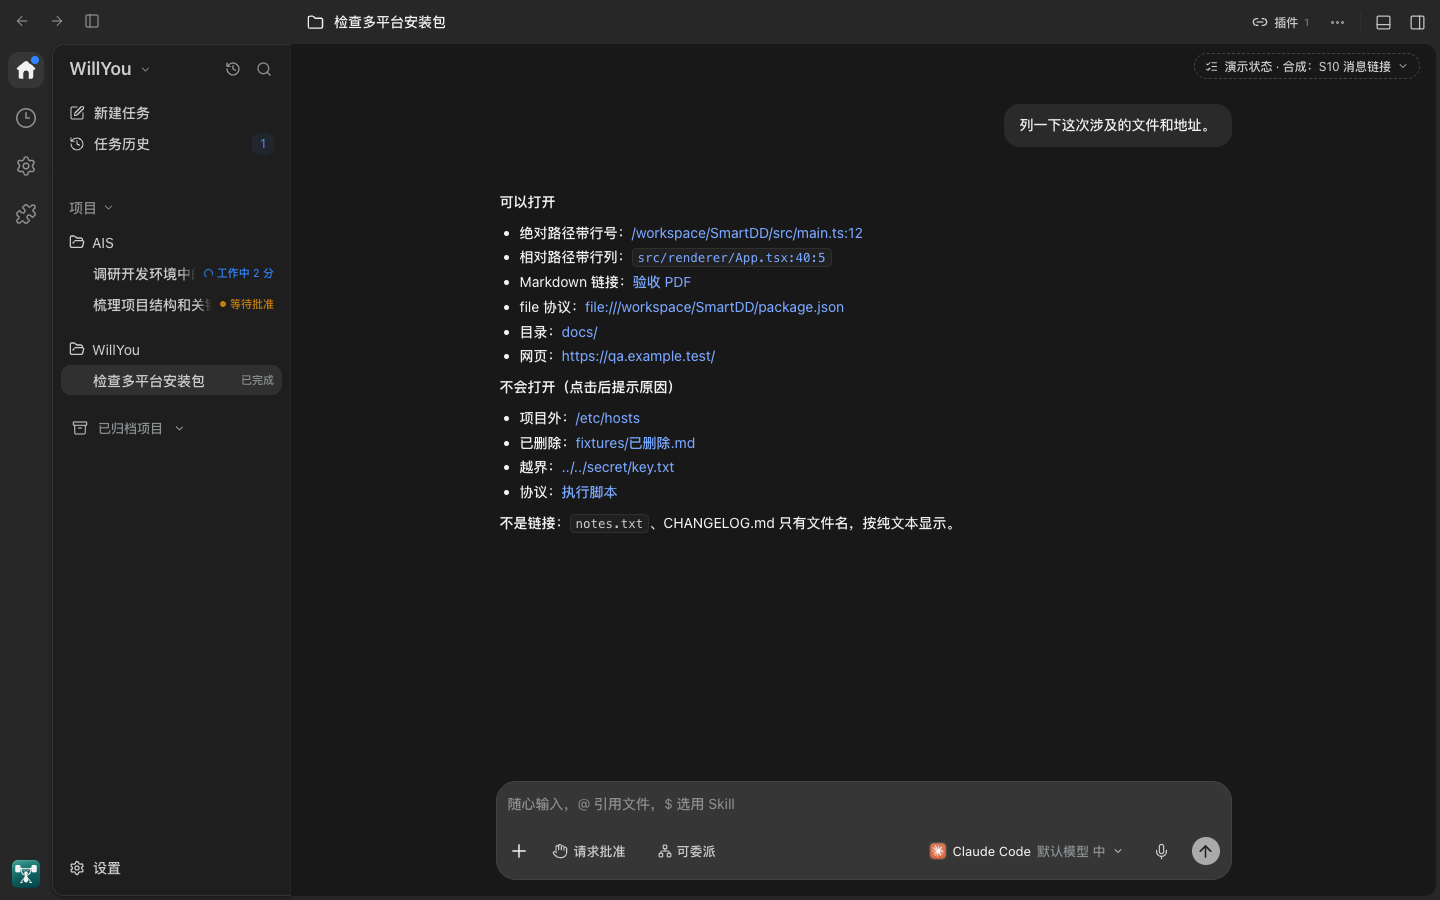 检查多平台安装包
插件 1
WillYou
演示状态 · 合成：S10 消息链接
新建任务
任务历史 1
项目
AIS
调研开发环境中 工作中 2 分
梳理项目结构和关 等待批准
WillYou
检查多平台安装包 已完成
已归档项目
设置
列一下这次涉及的文件和地址。
可以打开
绝对路径带行号：/workspace/SmartDD/src/main.ts:12
相对路径带行列：src/renderer/App.tsx:40:5
Markdown 链接：验收 PDF
file 协议：file:///workspace/SmartDD/package.json
目录：docs/
网页：https://qa.example.test/
不会打开（点击后提示原因）
项目外：/etc/hosts
已删除：fixtures/已删除.md
越界：../../secret/key.txt
协议：执行脚本
不是链接：notes.txt、CHANGELOG.md 只有文件名，按纯文本显示。
随心输入，@ 引用文件，$ 选用 Skill
请求批准 可委派 Claude Code 默认模型 中